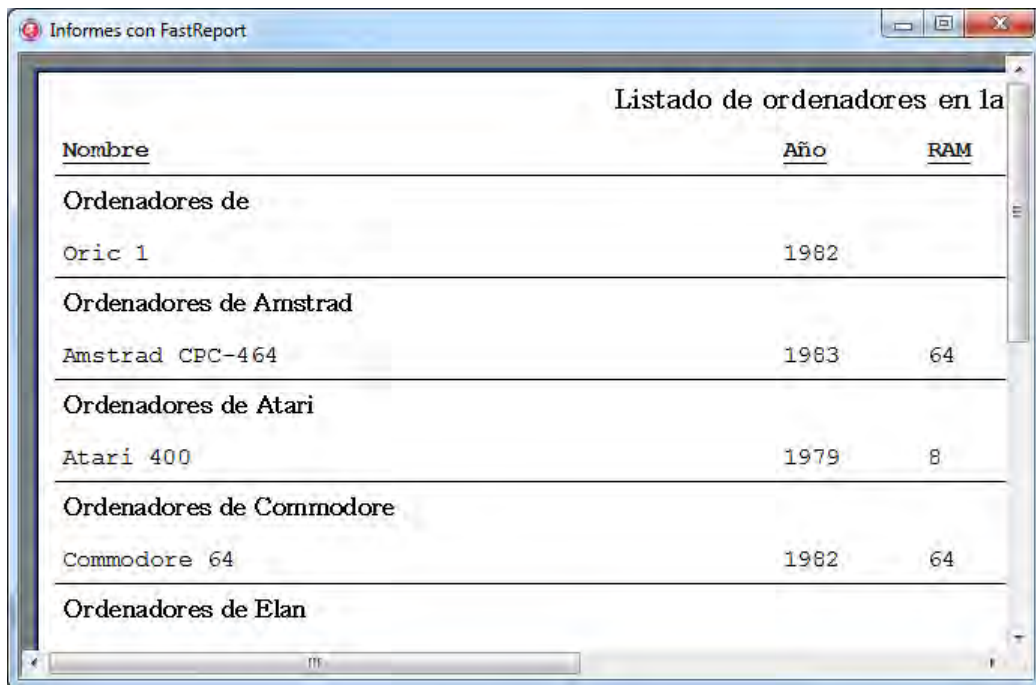 Informes con FastReport
Listado de ordenadores en la
Nombre Año RAM
Ordenadores de
Oric 1 1982
Ordenadores de Amstrad
Amstrad CPC-464 1983 64
Ordenadores de Atari
Atari 400 1979 8
Ordenadores de Commodore
Commodore 64 1982 64
Ordenadores de Elan